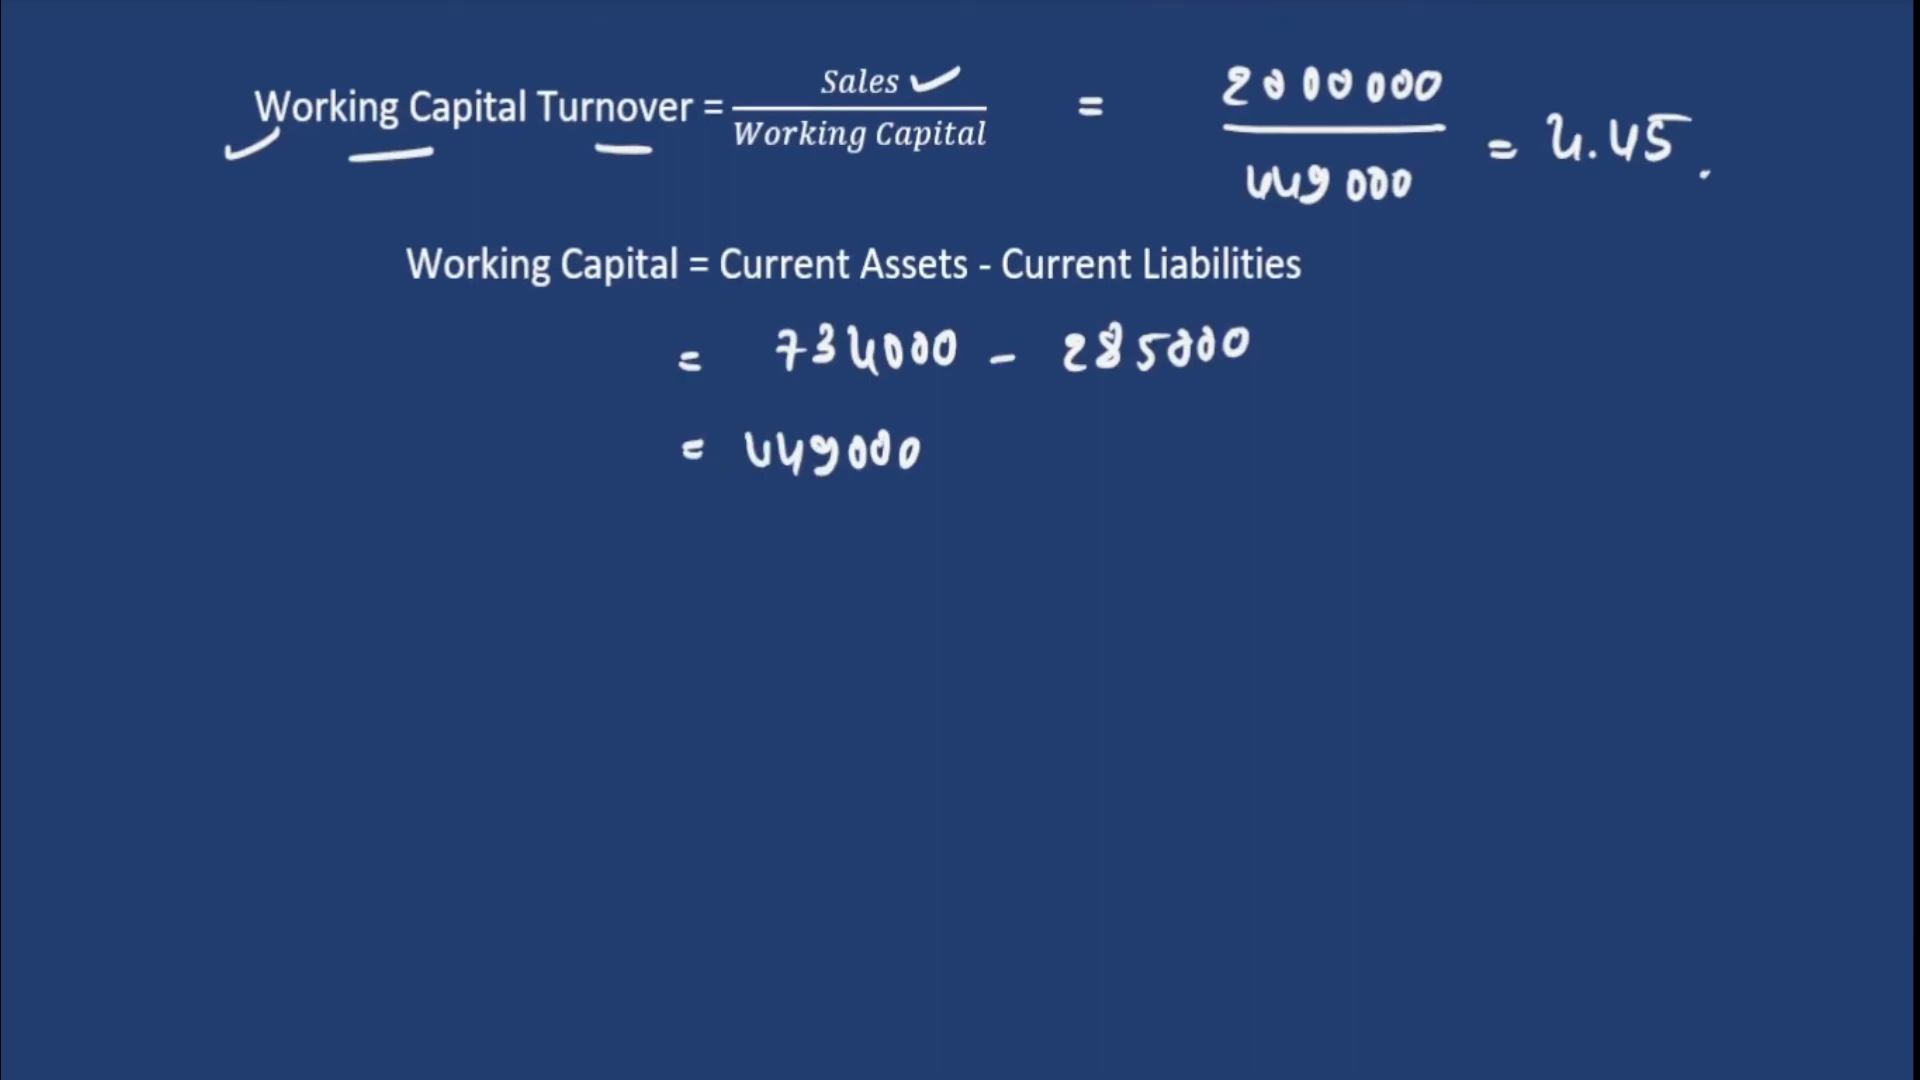 Working Capital Turnover = Sales / Working Capital = 2000000 / 449000 = 4.45.
Working Capital = Current Assets - Current Liabilities
= 734000 - 285000
= 449000